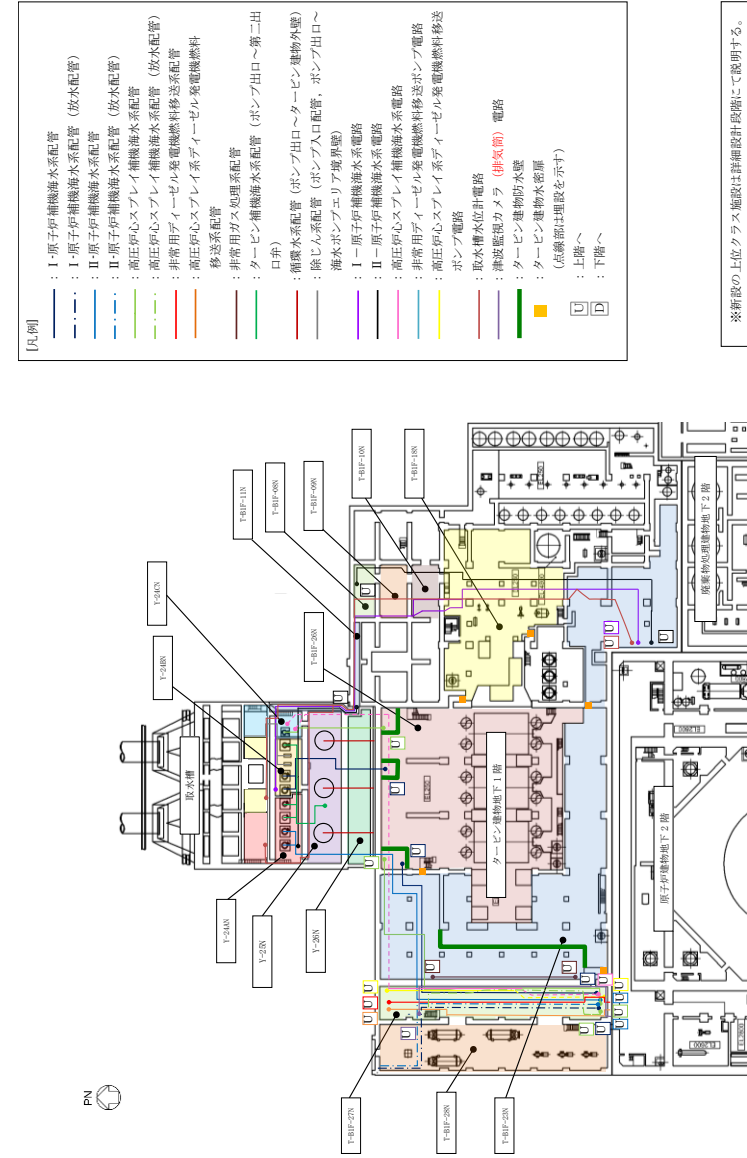 [凡例]
：Ⅰ-原子炉補機海水系配管
：Ⅰ-原子炉補機海水系配管（放水配管）
：Ⅱ-原子炉補機海水系配管
：Ⅱ-原子炉補機海水系配管（放水配管）
：高圧炉心スプレイ補機海水系配管
：高圧炉心スプレイ補機海水系配管（放水配管）
：非常用ディーゼル発電機燃料移送系配管
：高圧炉心スプレイ系ディーゼル発電機燃料
移送系配管
：非常用ガス処理系配管
：タービン補機海水系配管（ポンプ出口～第二出
口弁）
：循環水系配管（ポンプ出口～タービン建物外壁）
：除じん系配管（ポンプ入口配管，ポンプ出口～
海水ポンプエリア境界壁）
：Ⅰ－原子炉補機海水系電路
：Ⅱ－原子炉補機海水系電路
：高圧炉心スプレイ補機海水系電路
：非常用ディーゼル発電機燃料移送ポンプ電路
：高圧炉心スプレイ系ディーゼル発電機燃料移送
ポンプ電路
：取水槽水位計電路
：津波監視カメラ（排気筒）電路
：タービン建物防水壁
：タービン建物水密扉
（点線部は埋設を示す）
U：上階へ
D：下階へ
※新設の上位クラス施設は詳細設計段階にて説明する。
PN
取水槽
タービン建物地下1階
原子炉建物地下2階
廃棄物処理建物地下2階
Y-24AN
Y-25N
Y-26N
Y-24BN
Y-24CN
T-B1F-26N
T-B1F-11N
T-B1F-08N
T-B1F-09N
T-B1F-10N
T-B1F-18N
T-B1F-27N
T-B1F-28N
T-B1F-23N